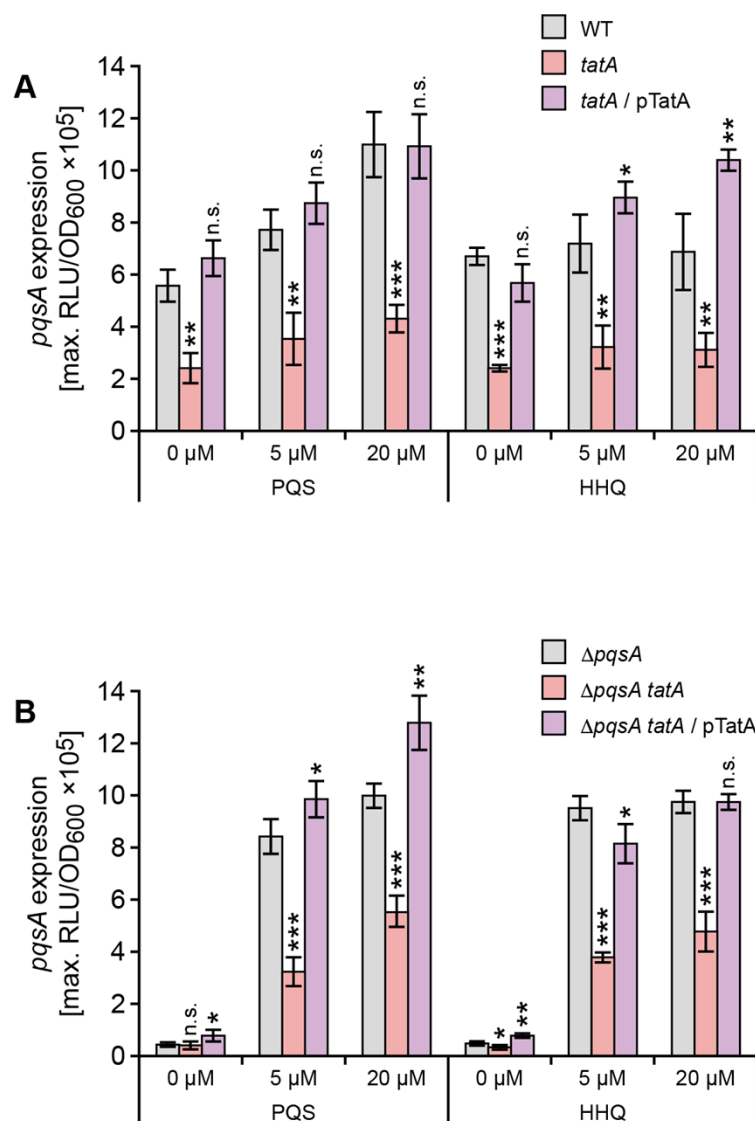 A
WT
tatA
tatA / pTatA
pqsA expression
[max. RLU/OD600 ×10⁵]
14
12
10
8
6
4
2
0
**
n.s.
**
n.s.
***
n.s.
***
n.s.
**
*
**
**
0 µM
5 µM
20 µM
0 µM
5 µM
20 µM
PQS
HHQ
B
ΔpqsA
ΔpqsA tatA
ΔpqsA tatA / pTatA
pqsA expression
[max. RLU/OD600 ×10⁵]
14
12
10
8
6
4
2
0
n.s.
*
***
*
***
**
*
**
***
*
***
n.s.
0 µM
5 µM
20 µM
0 µM
5 µM
20 µM
PQS
HHQ